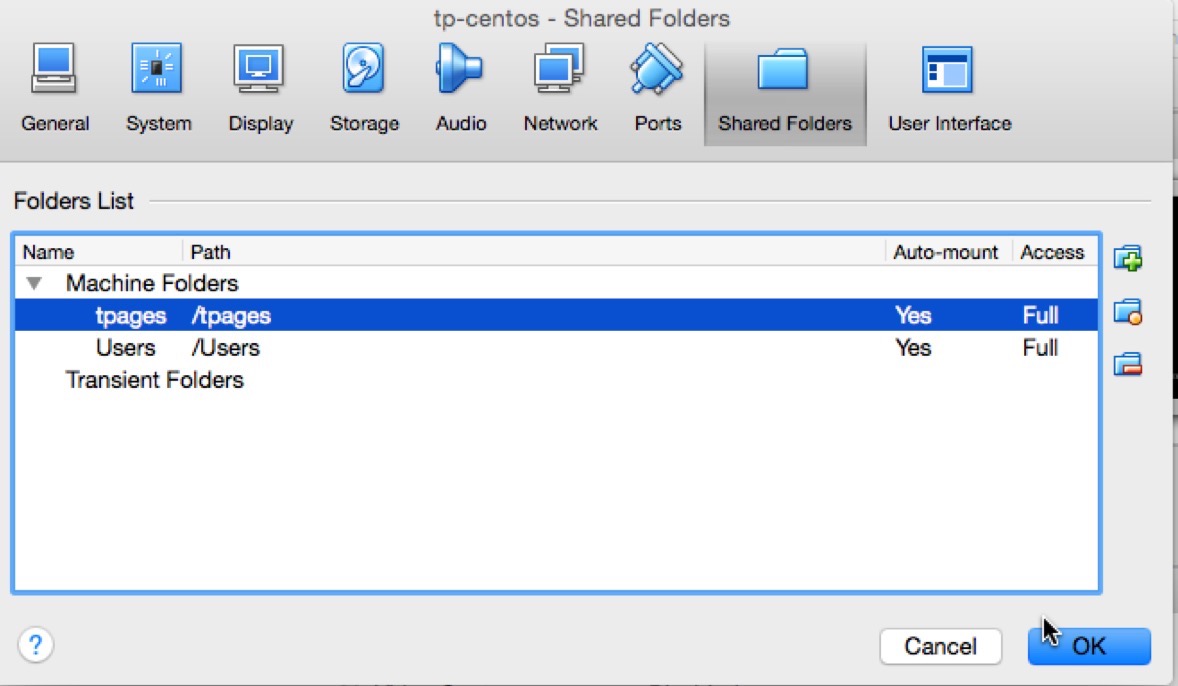 tp-centos - Shared Folders
General System Display Storage Audio Network Ports Shared Folders User Interface
Folders List
Name Path Auto-mount Access
Machine Folders
tpages /tpages Yes Full
Users /Users Yes Full
Transient Folders
? Cancel OK